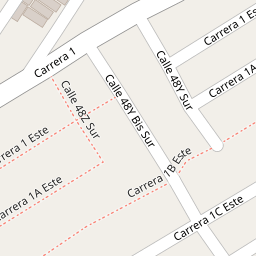 Carrera 1
Calle 48Y Sur
Carrera 1 Este
Carrera 1A
Calle 48Z Sur
Calle 48Y Bis Sur
Carrera 1 Este
Carrera 1B Este
Carrera 1A Este
Carrera 1C Este